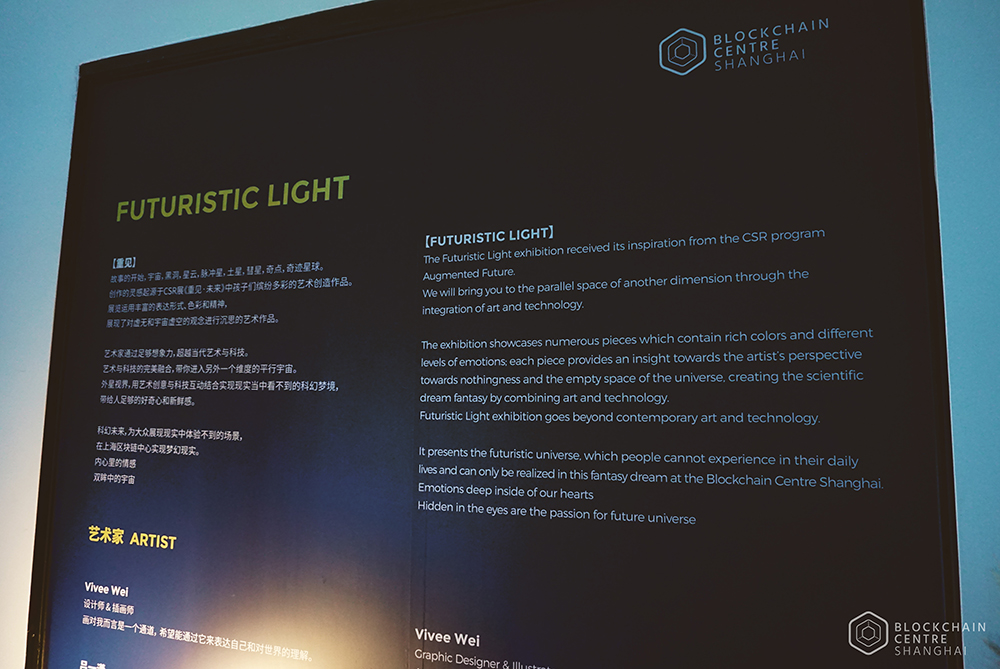 BLOCKCHAIN
CENTRE
SHANGHAI
FUTURISTIC LIGHT
【重见】
故事的开始，宇宙、黑洞，星云，脉冲星，土星，彗星，奇点，奇迹星球。
创作的灵感起源于CSR展《重见·未来》中孩子们缤纷多彩的艺术创造作品。
展览运用丰富的表达形式、色彩和精神，
展现了对虚无和宇宙虚空的观念进行沉思的艺术作品。
艺术家通过足够想象力，超越当代艺术与科技。
艺术与科技的完美融合，带你进入另外一个维度的平行宇宙。
外星视界，用艺术创意与科技互动结合实现现实当中看不到的科幻梦境，
带给人足够的好奇心和新鲜感。
科幻未来，为大众展现现实中体验不到的场景，
在上海区块链中心实现梦幻现实。
内心里的情感
双眸中的宇宙
【FUTURISTIC LIGHT】
The Futuristic Light exhibition received its inspiration from the CSR program
Augmented Future.
We will bring you to the parallel space of another dimension through the
integration of art and technology.
The exhibition showcases numerous pieces which contain rich colors and different
levels of emotions; each piece provides an insight towards the artist's perspective
towards nothingness and the empty space of the universe, creating the scientific
dream fantasy by combining art and technology.
Futuristic Light exhibition goes beyond contemporary art and technology.
It presents the futuristic universe, which people cannot experience in their daily
lives and can only be realized in this fantasy dream at the Blockchain Centre Shanghai.
Emotions deep inside of our hearts
Hidden in the eyes are the passion for future universe
艺术家 ARTIST
Vivee Wei
设计师 & 插画师
画对我而言是一个通道，希望能通过它来表达自己和对世界的理解。
Vivee Wei
Graphic Designer &
BLOCKCHAIN
CENTRE
SHANGHAI